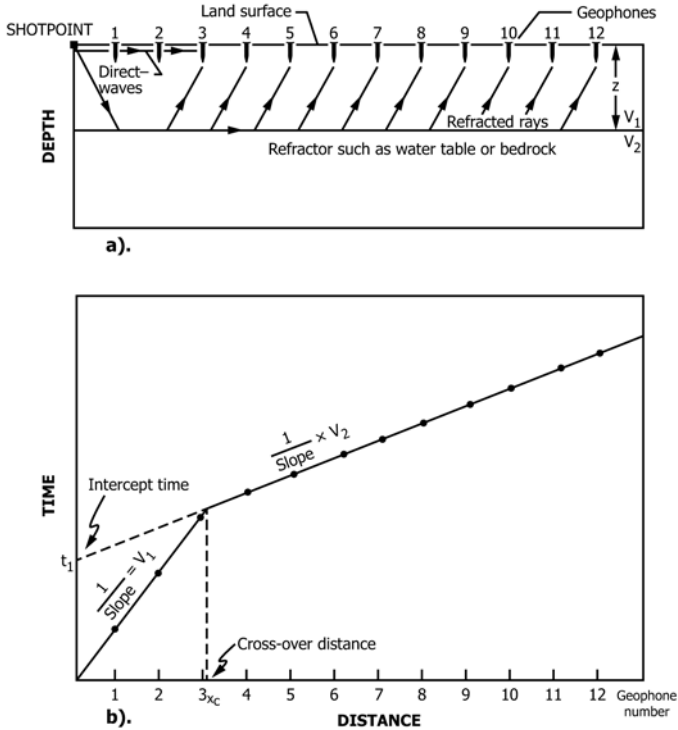 Land surface
Geophones
SHOTPOINT
1 2 3 4 5 6 7 8 9 10 11 12
Direct–
waves
DEPTH
z
Refracted rays
V1
V2
Refractor such as water table or bedrock
a).
TIME
1
Slope
× V2
Intercept time
t1
1
Slope
= V1
Cross-over distance
1 2 3 xc 4 5 6 7 8 9 10 11 12 Geophone
number
b).
DISTANCE